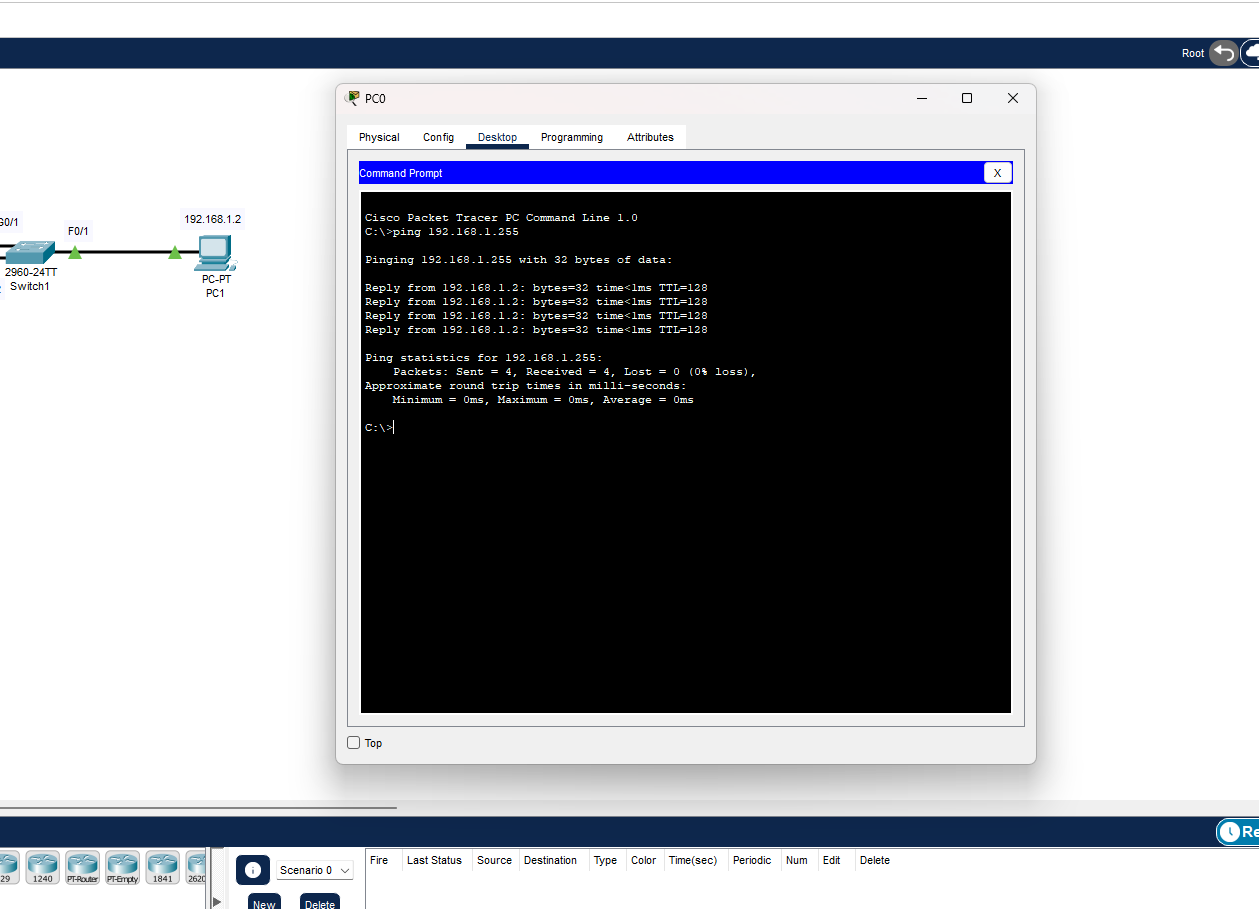 Root
PC0
Physical Config Desktop Programming Attributes
Command Prompt X
Cisco Packet Tracer PC Command Line 1.0
C:\>ping 192.168.1.255
Pinging 192.168.1.255 with 32 bytes of data:
Reply from 192.168.1.2: bytes=32 time<1ms TTL=128
Reply from 192.168.1.2: bytes=32 time<1ms TTL=128
Reply from 192.168.1.2: bytes=32 time<1ms TTL=128
Reply from 192.168.1.2: bytes=32 time<1ms TTL=128
Ping statistics for 192.168.1.255:
Packets: Sent = 4, Received = 4, Lost = 0 (0% loss),
Approximate round trip times in milli-seconds:
Minimum = 0ms, Maximum = 0ms, Average = 0ms
C:\>
Top
G0/1
F0/1
192.168.1.2
2960-24TT
Switch1
PC-PT
PC1
29 1240 PT-Router PT-Empty 1841 2620
Scenario 0
New Delete
Fire Last Status Source Destination Type Color Time(sec) Periodic Num Edit Delete
Re